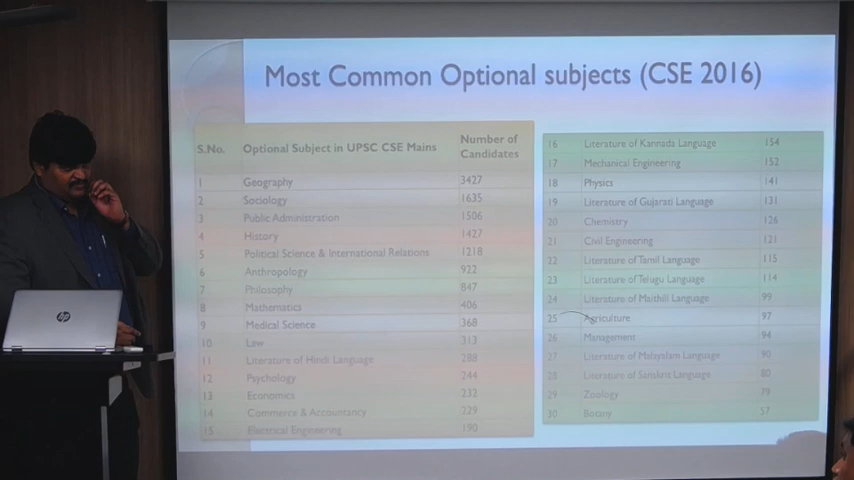 Most Common Optional subjects (CSE 2016)
S.No. Optional Subject in UPSC CSE Mains Number of Candidates
1 Geography 3427
2 Sociology 1635
3 Public Administration 1506
4 History 1427
5 Political Science & International Relations 1218
6 Anthropology 922
7 Philosophy 847
8 Mathematics 406
9 Medical Science 368
10 Law 313
11 Literature of Hindi Language 288
12 Psychology 244
13 Economics 232
14 Commerce & Accountancy 229
15 Electrical Engineering 190
16 Literature of Kannada Language 154
17 Mechanical Engineering 152
18 Physics 141
19 Literature of Gujarati Language 131
20 Chemistry 126
21 Civil Engineering 121
22 Literature of Tamil Language 115
23 Literature of Telugu Language 114
24 Literature of Maithili Language 99
25 Agriculture 97
26 Management 94
27 Literature of Malayalam Language 90
28 Literature of Sanskrit Language 80
29 Zoology 79
30 Botany 57
hp